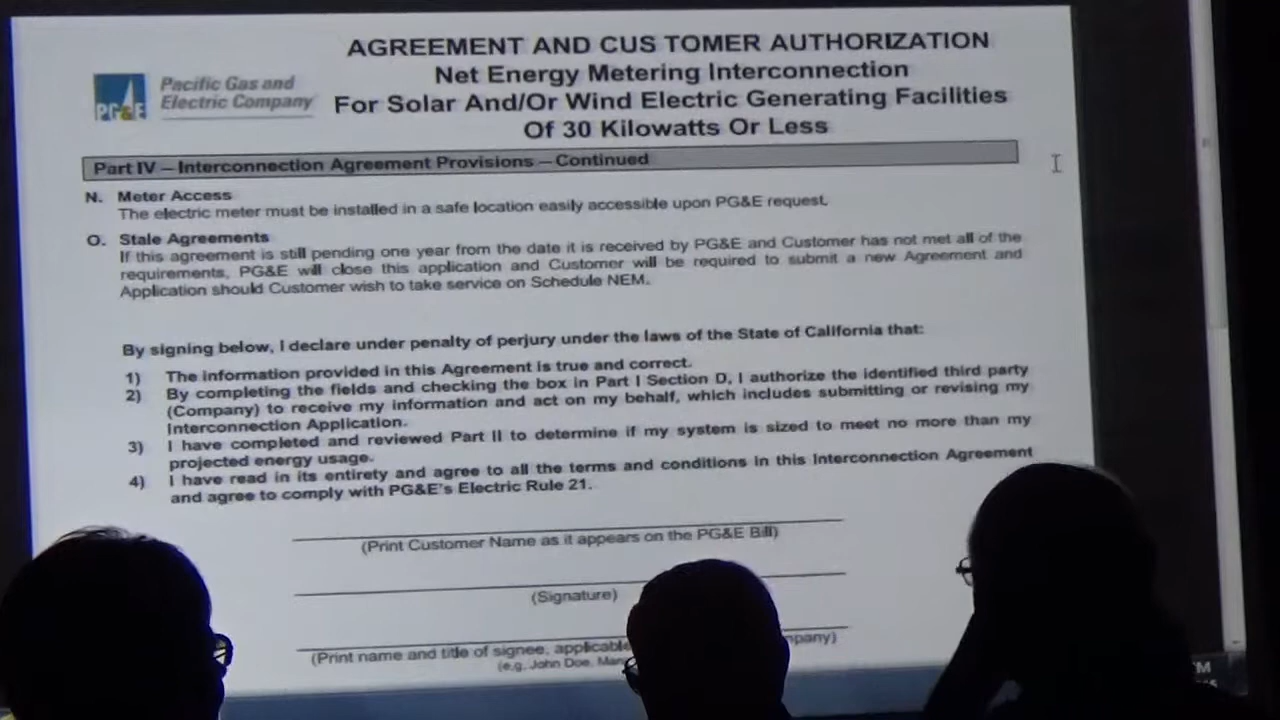 AGREEMENT AND CUS TOMER AUTHORIZATION
Net Energy Metering Interconnection
For Solar And/Or Wind Electric Generating Facilities
Of 30 Kilowatts Or Less
PG&E
Pacific Gas and
Electric Company
Part IV – Interconnection Agreement Provisions – Continued
N. Meter Access
The electric meter must be installed in a safe location easily accessible upon PG&E request.
O. Stale Agreements
If this agreement is still pending one year from the date it is received by PG&E and Customer has not met all of the
requirements, PG&E will close this application and Customer will be required to submit a new Agreement and
Application should Customer wish to take service on Schedule NEM.
By signing below, I declare under penalty of perjury under the laws of the State of California that:
1) The information provided in this Agreement is true and correct.
2) By completing the fields and checking the box in Part I Section D, I authorize the identified third party
(Company) to receive my information and act on my behalf, which includes submitting or revising my
Interconnection Application.
3) I have completed and reviewed Part II to determine if my system is sized to meet no more than my
projected energy usage.
4) I have read in its entirety and agree to all the terms and conditions in this Interconnection Agreement
and agree to comply with PG&E's Electric Rule 21.
(Print Customer Name as it appears on the PG&E Bill)
(Signature)
(Print name and title of signee, applicable
(e.g. John Doe,